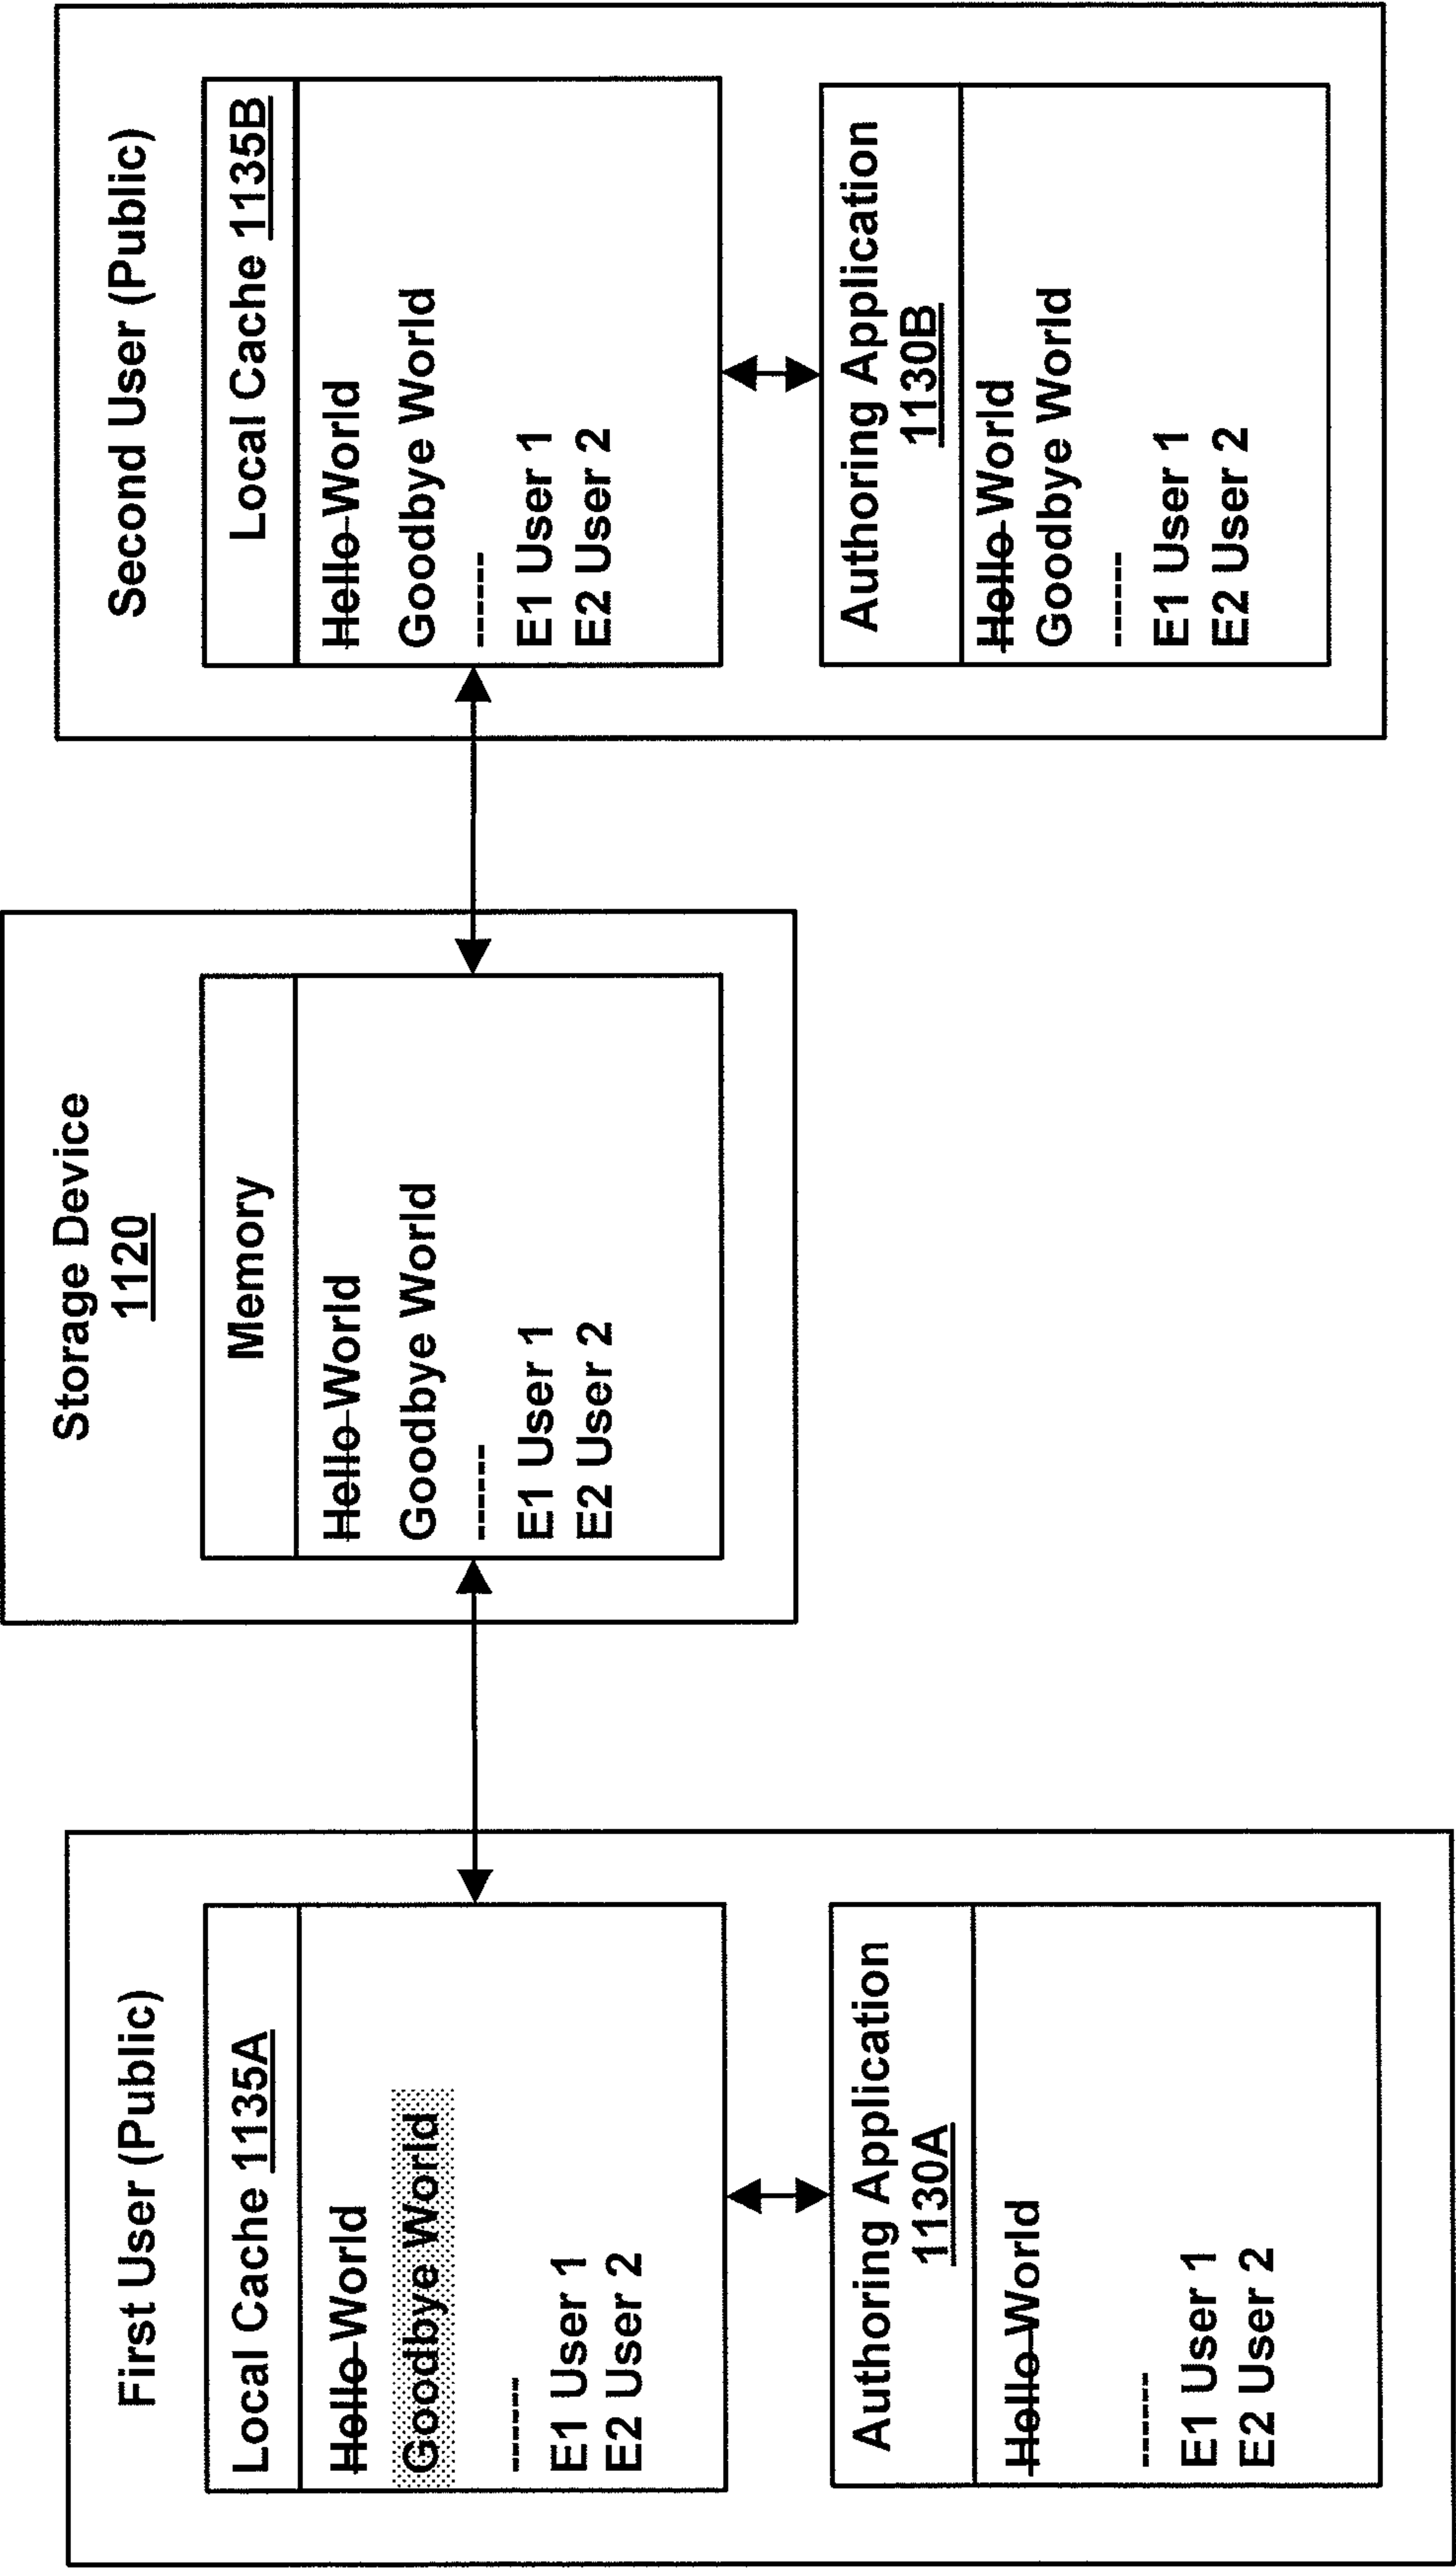 First User (Public)
Local Cache 1135A
Hello World
Goodbye World
-----
E1 User 1
E2 User 2
Authoring Application
1130A
Hello World
-----
E1 User 1
E2 User 2
Storage Device
1120
Memory
Hello World
Goodbye World
-----
E1 User 1
E2 User 2
Second User (Public)
Local Cache 1135B
Hello World
Goodbye World
-----
E1 User 1
E2 User 2
Authoring Application
1130B
Hello World
Goodbye World
-----
E1 User 1
E2 User 2